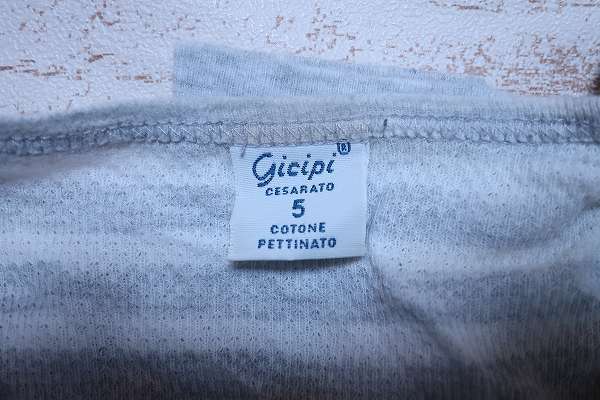 Gicipi®
CESARATO
5
COTONE
PETTINATO